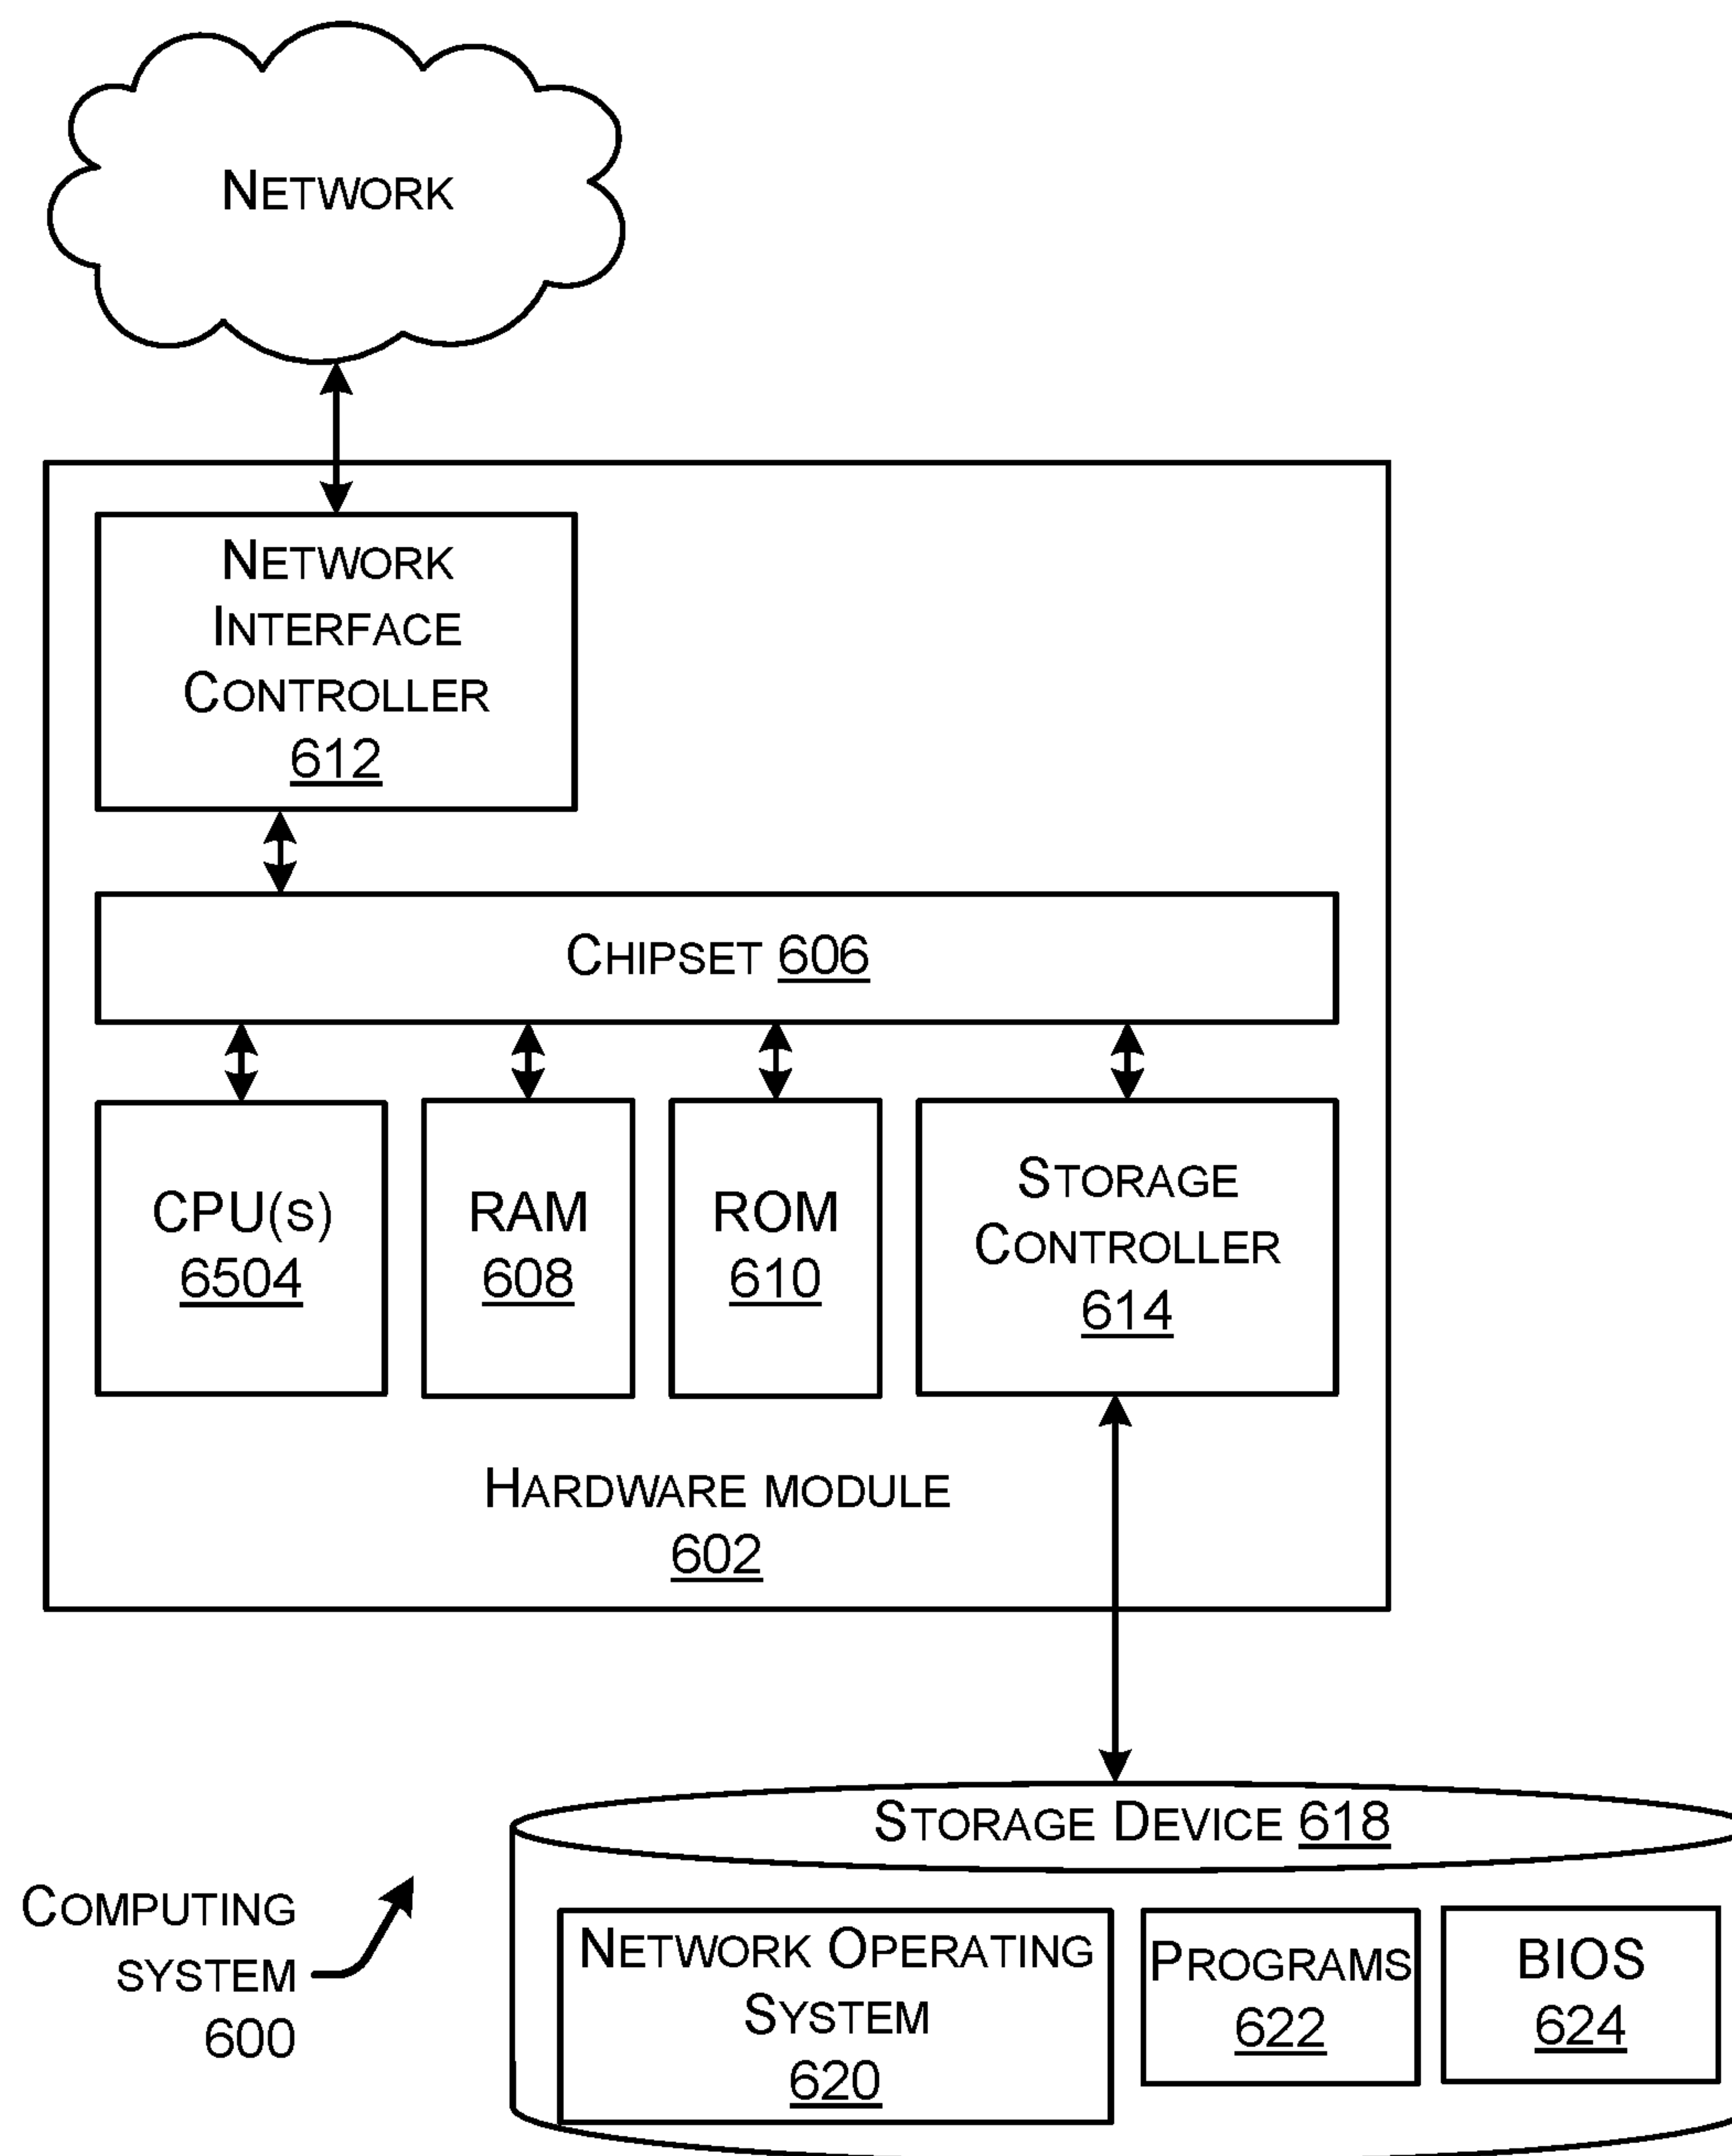 NETWORK
NETWORK
INTERFACE
CONTROLLER
612
CHIPSET 606
CPU(S)
6504
RAM
608
ROM
610
STORAGE
CONTROLLER
614
HARDWARE MODULE
602
STORAGE DEVICE 618
COMPUTING
SYSTEM
600
NETWORK OPERATING
SYSTEM
620
PROGRAMS
622
BIOS
624